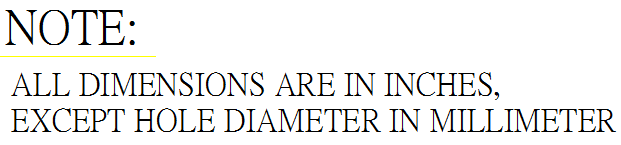 NOTE:
ALL DIMENSIONS ARE IN INCHES,
EXCEPT HOLE DIAMETER IN MILLIMETER